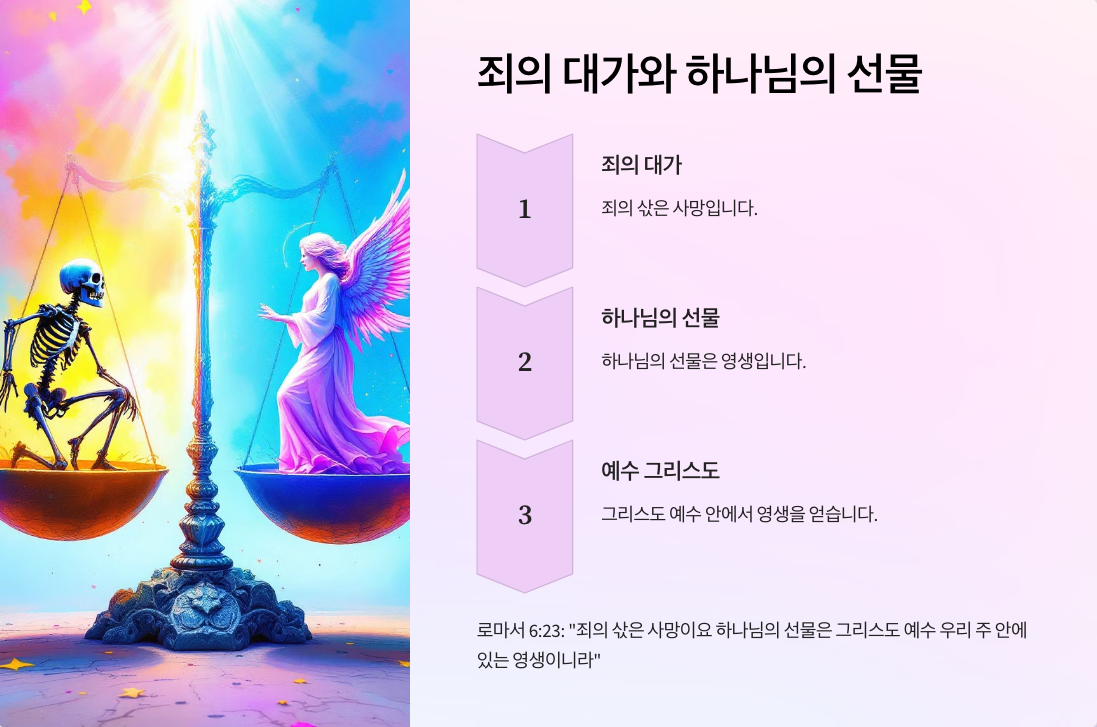 죄의 대가와 하나님의 선물
1
죄의 대가
죄의 삯은 사망입니다.
2
하나님의 선물
하나님의 선물은 영생입니다.
3
예수 그리스도
그리스도 예수 안에서 영생을 얻습니다.
로마서 6:23: "죄의 삯은 사망이요 하나님의 선물은 그리스도 예수 우리 주 안에
있는 영생이니라"